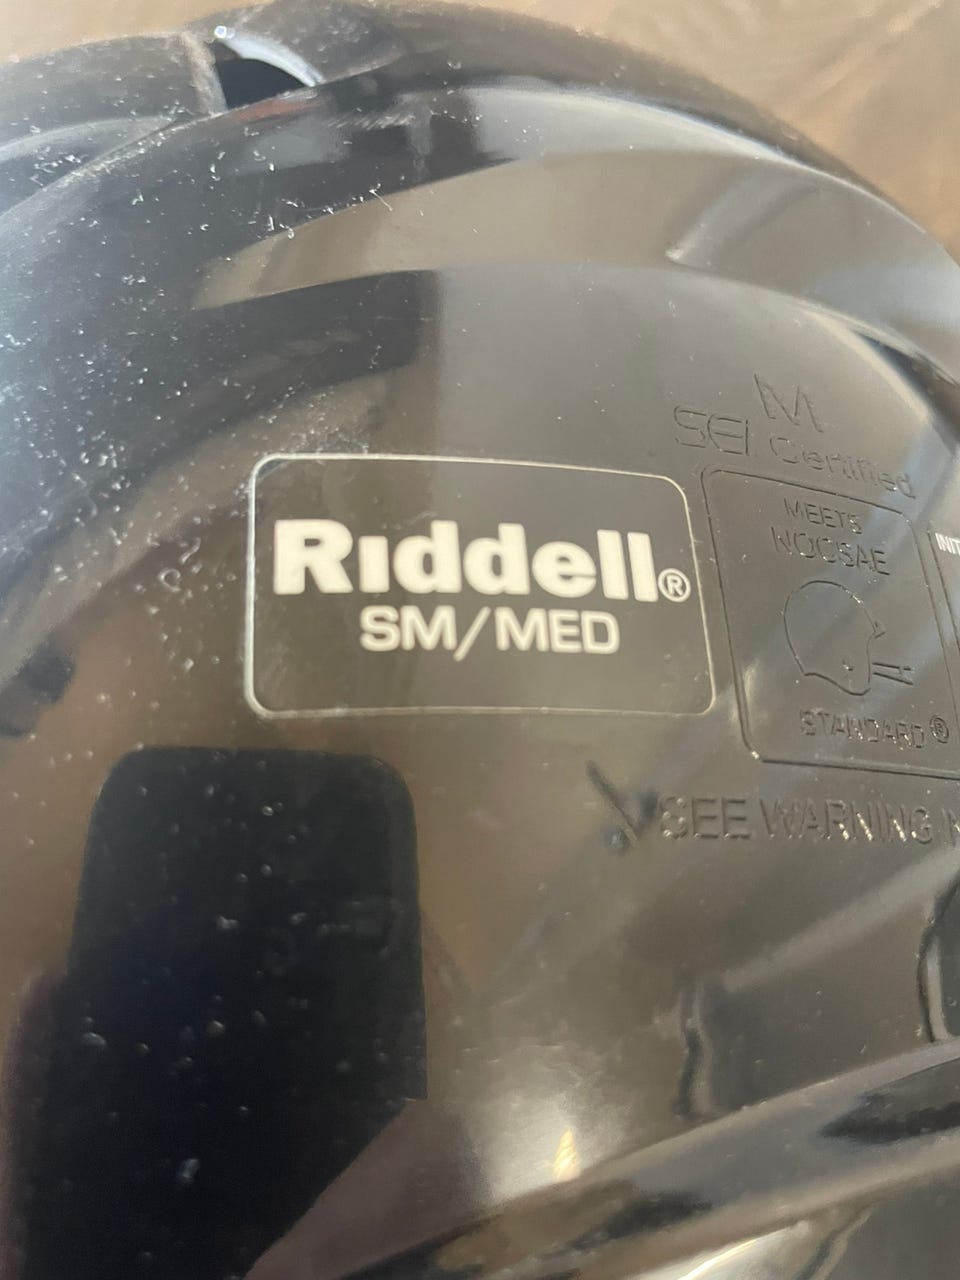 M
SEI Certified
MEETS
NOCSAE
STANDARD®
Riddell®
SM/MED
SEE WARNING